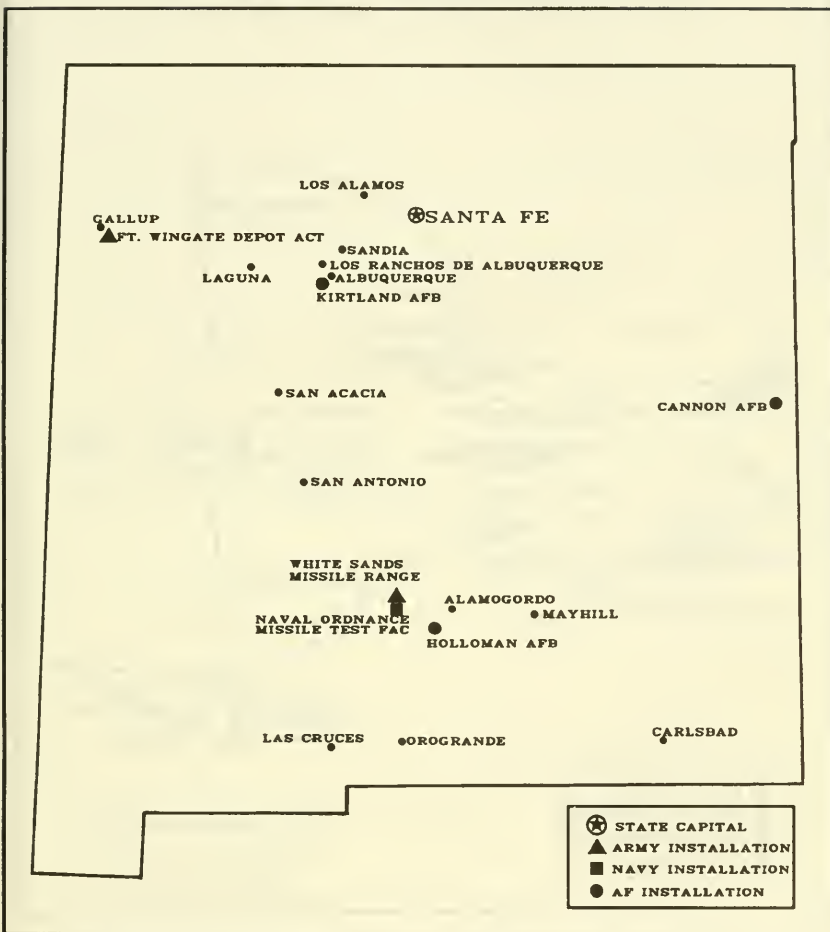 LOS ALAMOS
SANTA FE
GALLUP
FT. WINGATE DEPOT ACT
SANDIA
LOS RANCHOS DE ALBUQUERQUE
LAGUNA
ALBUQUERQUE
KIRTLAND AFB
SAN ACACIA
CANNON AFB
SAN ANTONIO
WHITE SANDS
MISSILE RANGE
ALAMOGORDO
MAYHILL
NAVAL ORDNANCE
MISSILE TEST FAC
HOLLOMAN AFB
LAS CRUCES
OROGRANDE
CARLSBAD
STATE CAPITAL
ARMY INSTALLATION
NAVY INSTALLATION
AF INSTALLATION